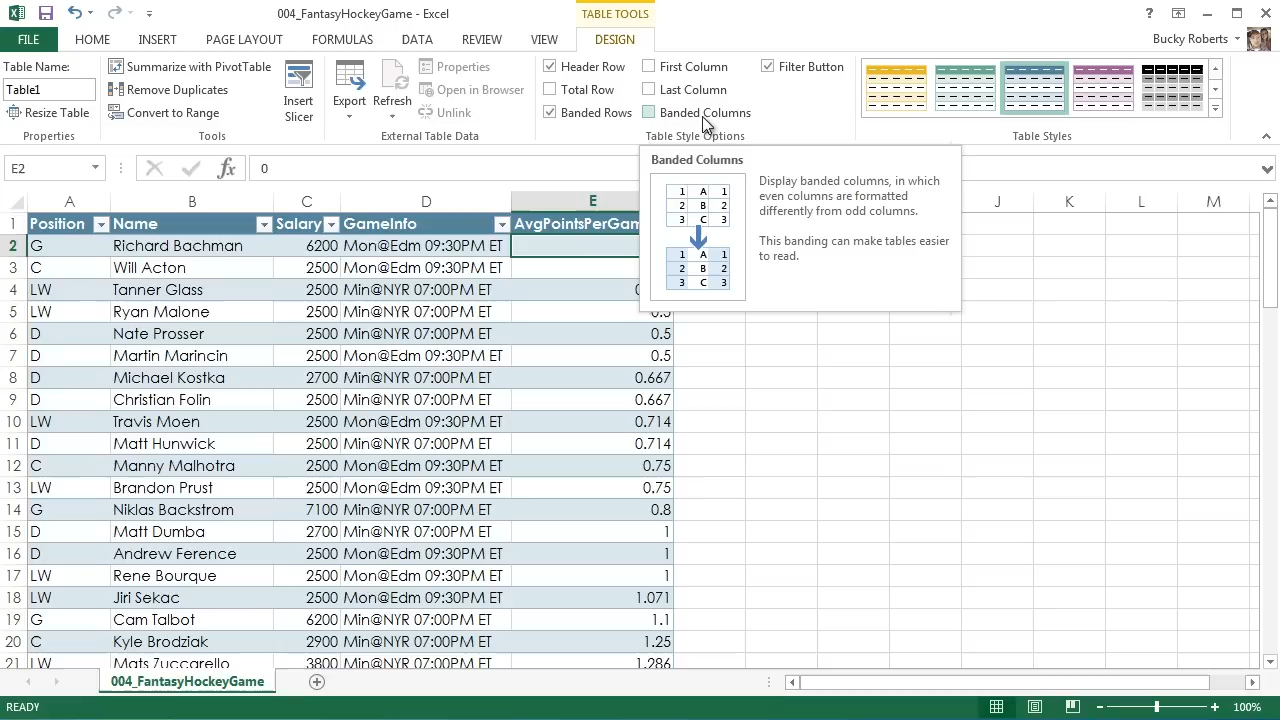 004_FantasyHockeyGame - Excel
TABLE TOOLS
?
FILE HOME INSERT PAGE LAYOUT FORMULAS DATA REVIEW VIEW DESIGN Bucky Roberts
Table Name:
Table1
Resize Table
Properties
Summarize with PivotTable
Remove Duplicates
Convert to Range
Tools
Insert
Slicer
Export
Refresh
Properties
Open in Browser
Unlink
External Table Data
Header Row First Column Filter Button
Total Row Last Column
Banded Rows Banded Columns
Table Style Options
Table Styles
E2 fx 0
Banded Columns
1 A 1
2 B 2
3 C 3
1 A 1
2 B 2
3 C 3
Display banded columns, in which
even columns are formatted
differently from odd columns.
This banding can make tables easier
to read.
A B C D E J K L M
1 Position Name Salary GameInfo AvgPointsPerGam
2 G Richard Bachman 6200 Mon@Edm 09:30PM ET
3 C Will Acton 2500 Mon@Edm 09:30PM ET
4 LW Tanner Glass 2500 Min@NYR 07:00PM ET
5 LW Ryan Malone 2500 Min@NYR 07:00PM ET 0.5
6 D Nate Prosser 2500 Min@NYR 07:00PM ET 0.5
7 D Martin Marincin 2500 Mon@Edm 09:30PM ET 0.5
8 D Michael Kostka 2700 Min@NYR 07:00PM ET 0.667
9 D Christian Folin 2500 Min@NYR 07:00PM ET 0.667
10 LW Travis Moen 2500 Mon@Edm 09:30PM ET 0.714
11 D Matt Hunwick 2500 Min@NYR 07:00PM ET 0.714
12 C Manny Malhotra 2500 Mon@Edm 09:30PM ET 0.75
13 LW Brandon Prust 2500 Mon@Edm 09:30PM ET 0.75
14 G Niklas Backstrom 7100 Min@NYR 07:00PM ET 0.8
15 D Matt Dumba 2700 Min@NYR 07:00PM ET 1
16 D Andrew Ference 2500 Mon@Edm 09:30PM ET 1
17 LW Rene Bourque 2500 Mon@Edm 09:30PM ET 1
18 LW Jiri Sekac 2500 Mon@Edm 09:30PM ET 1.071
19 G Cam Talbot 6200 Min@NYR 07:00PM ET 1.1
20 C Kyle Brodziak 2900 Min@NYR 07:00PM ET 1.25
21 LW Mats Zuccarello 3800 Min@NYR 07:00PM ET 1.286
004_FantasyHockeyGame
READY 100%